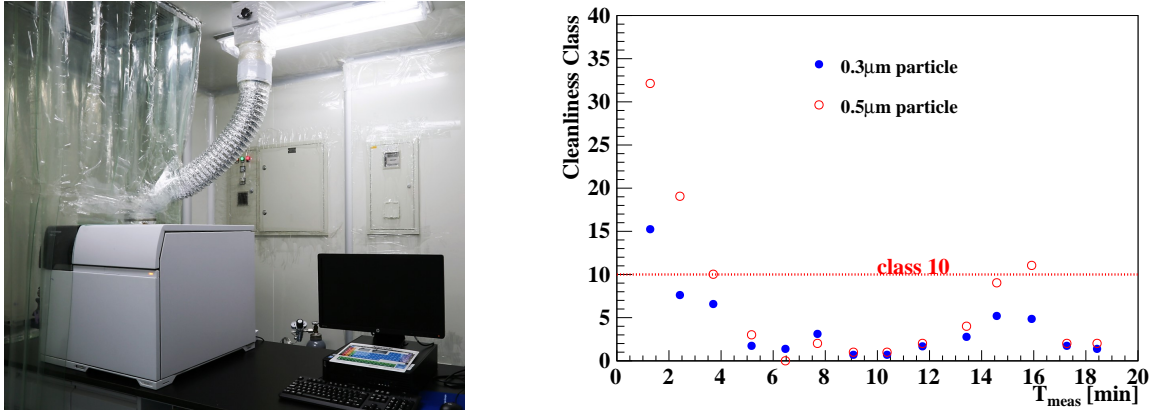 Cleanliness Class
40
35
30
25
20
15
10
5
0
0.3μm particle
0.5μm particle
class 10
0 2 4 6 8 10 12 14 16 18 20
T_meas [min]